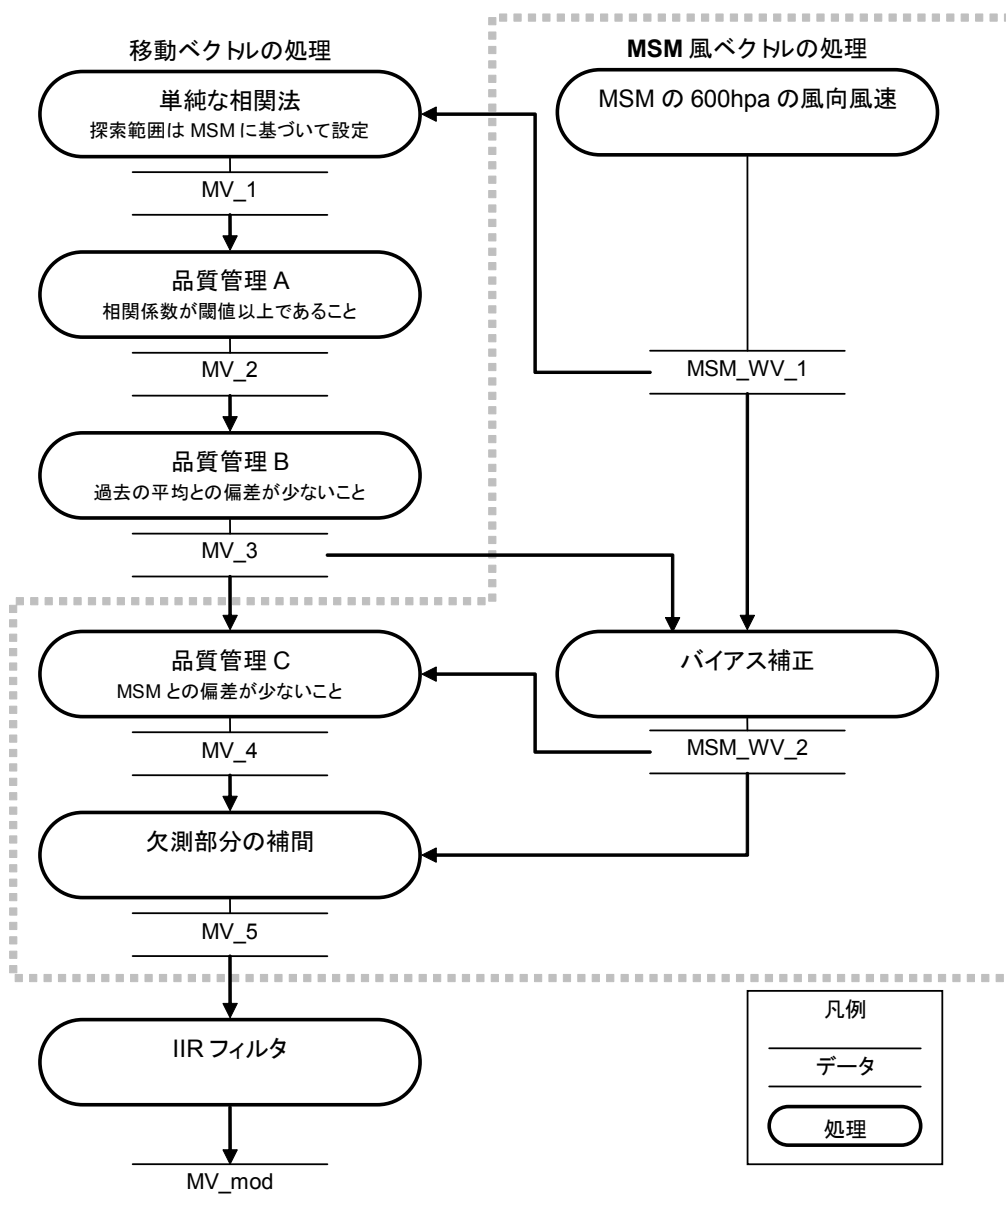 移動ベクトルの処理
単純な相関法
探索範囲は MSM に基づいて設定
MV_1
品質管理 A
相関係数が閾値以上であること
MV_2
品質管理 B
過去の平均との偏差が少ないこと
MV_3
品質管理 C
MSM との偏差が少ないこと
MV_4
欠測部分の補間
MV_5
IIR フィルタ
MV_mod
MSM 風ベクトルの処理
MSM の 600hpa の風向風速
MSM_WV_1
バイアス補正
MSM_WV_2
凡例
データ
処理